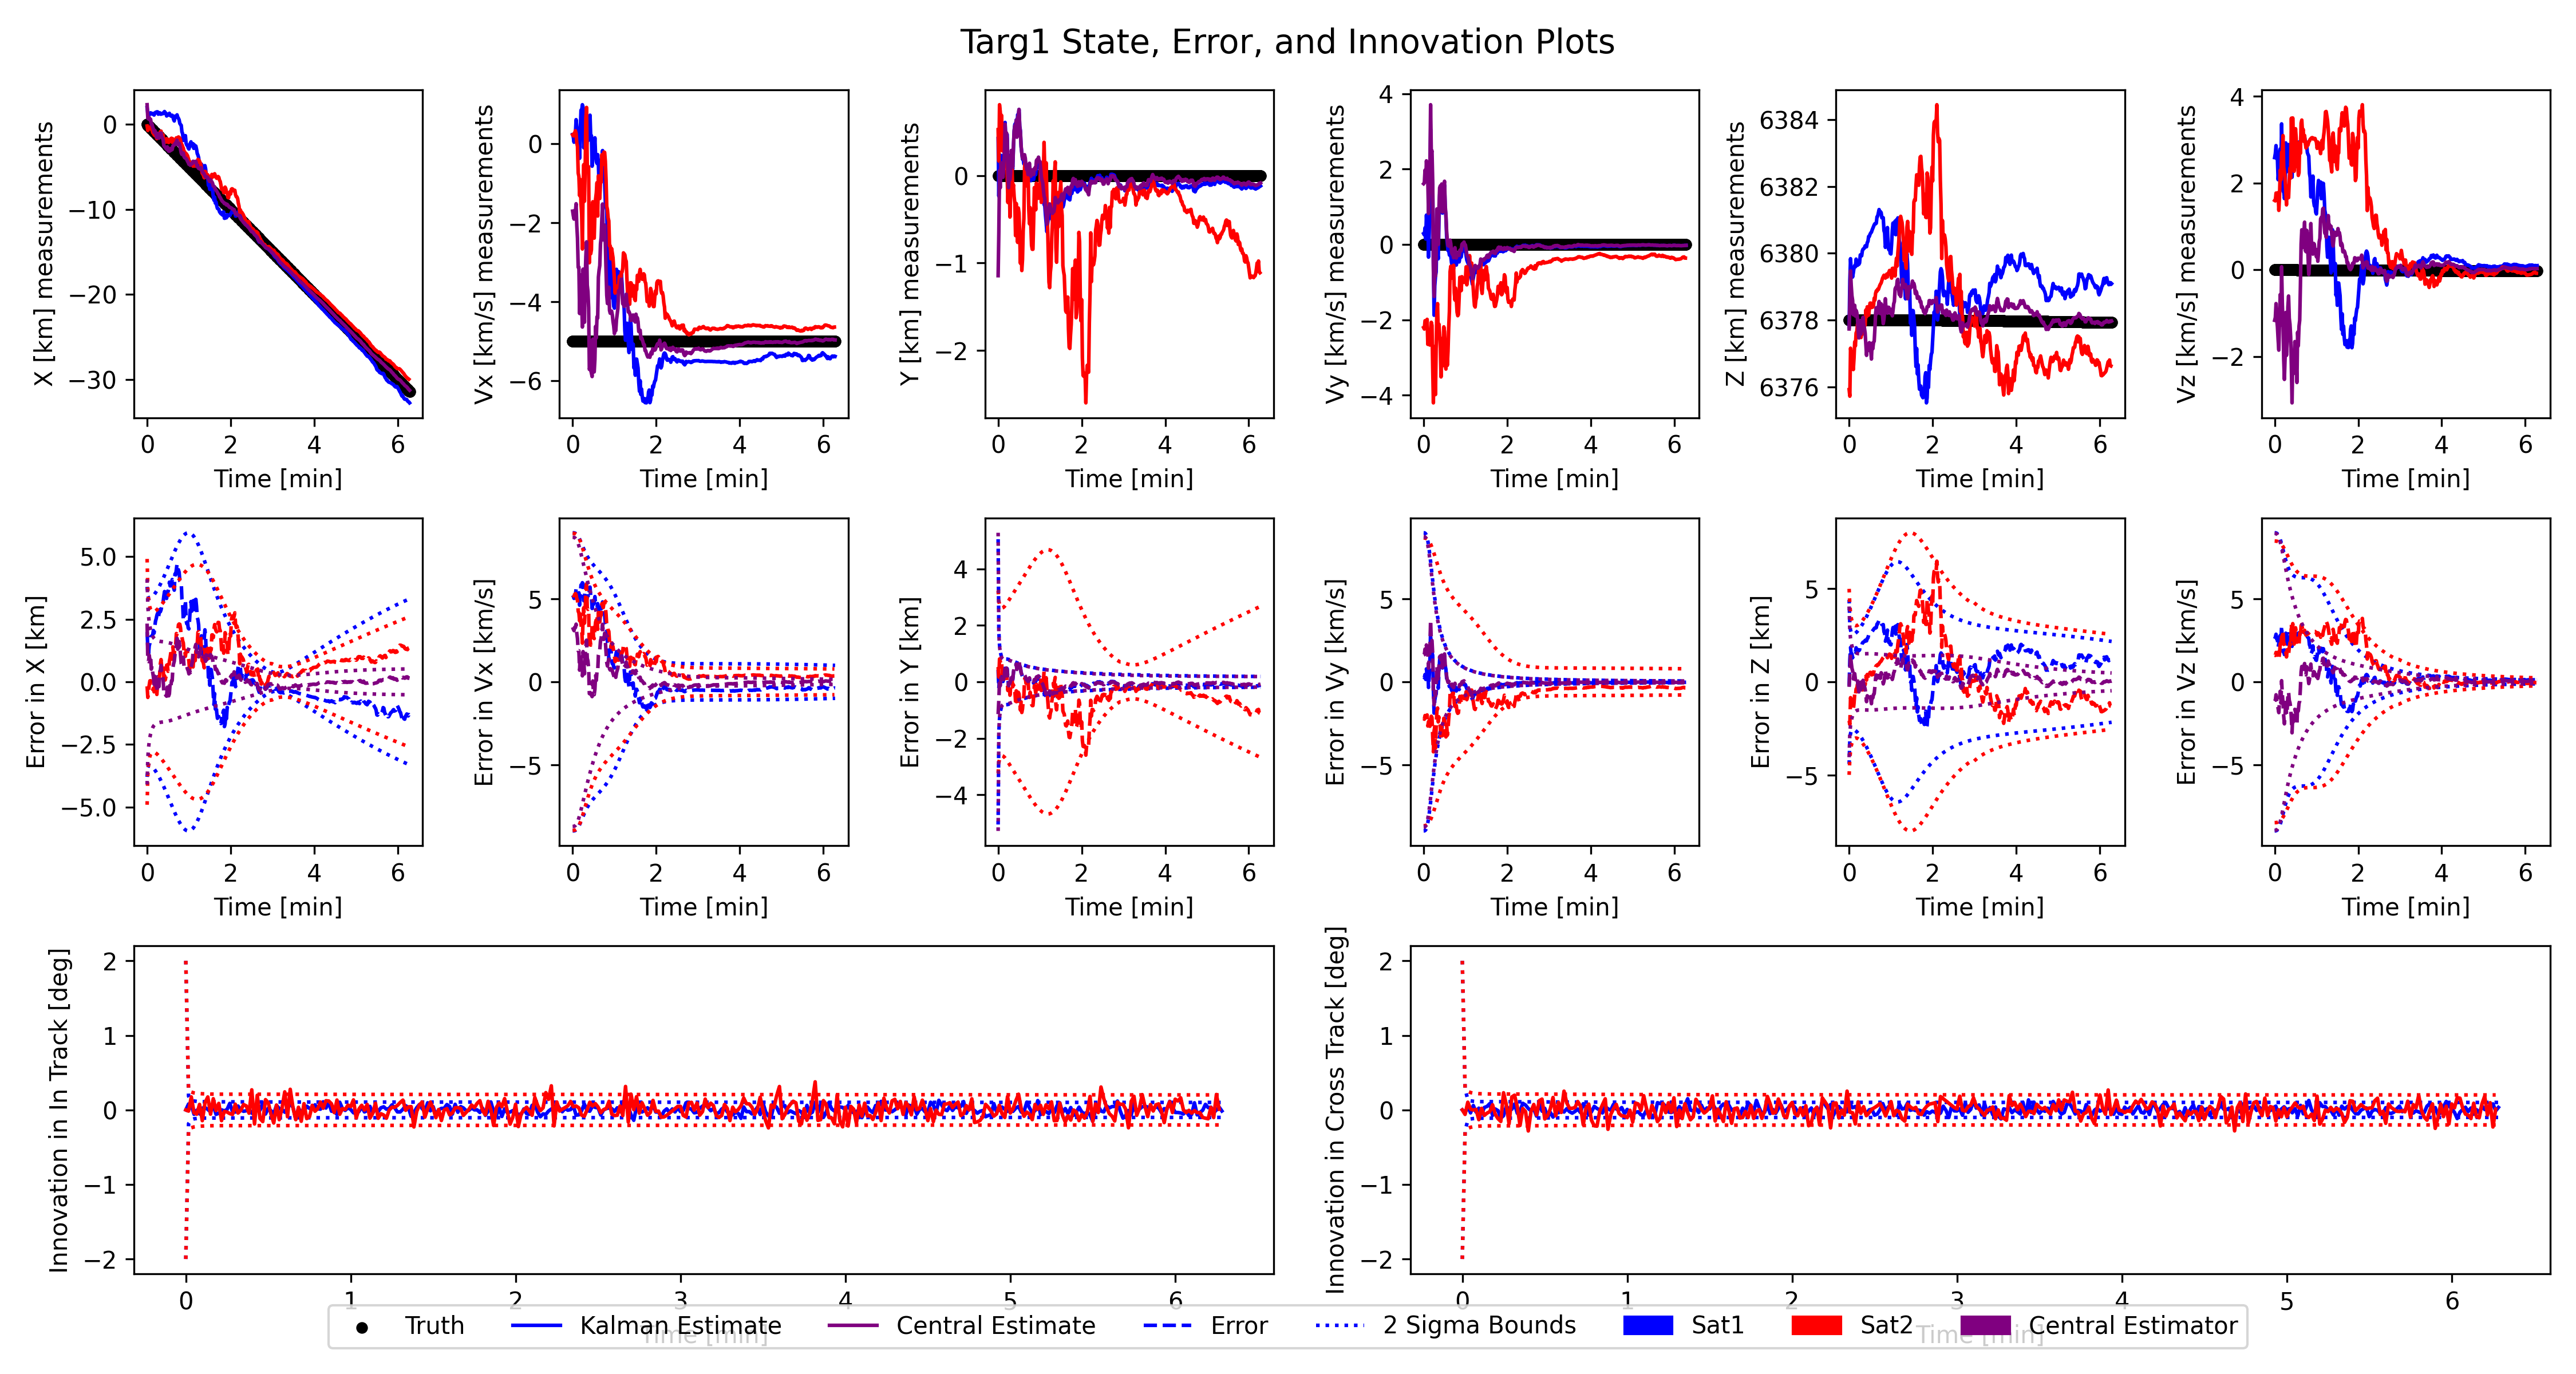 Targ1 State, Error, and Innovation Plots
X [km] measurements
0
−10
−20
−30
0 2 4 6
Time [min]
Vx [km/s] measurements
0
−2
−4
−6
0 2 4 6
Time [min]
Y [km] measurements
0
−1
−2
0 2 4 6
Time [min]
Vy [km/s] measurements
4
2
0
−2
−4
0 2 4 6
Time [min]
Z [km] measurements
6384
6382
6380
6378
6376
0 2 4 6
Time [min]
Vz [km/s] measurements
4
2
0
−2
0 2 4 6
Time [min]
Error in X [km]
5.0
2.5
0.0
−2.5
−5.0
0 2 4 6
Time [min]
Error in Vx [km/s]
5
0
−5
0 2 4 6
Time [min]
Error in Y [km]
4
2
0
−2
−4
0 2 4 6
Time [min]
Error in Vy [km/s]
5
0
−5
0 2 4 6
Time [min]
Error in Z [km]
5
0
−5
0 2 4 6
Time [min]
Error in Vz [km/s]
5
0
−5
0 2 4 6
Time [min]
Innovation in In Track [deg]
2
1
0
−1
−2
0 1 2 3 4 5 6
Time [min]
Innovation in Cross Track [deg]
2
1
0
−1
−2
0 1 2 3 4 5 6
Time [min]
Truth Kalman Estimate Central Estimate Error 2 Sigma Bounds Sat1 Sat2 Central Estimator